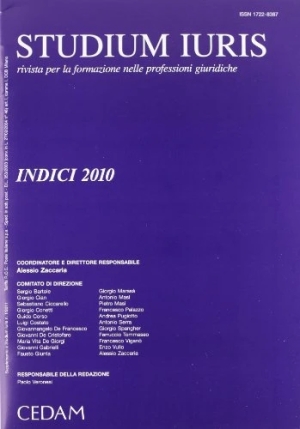 ISSN 1722-8387
STUDIUM IURIS
rivista per la formazione nelle professioni giuridiche
INDICI 2010
COORDINATORE E DIRETTORE RESPONSABILE
Alessio Zaccaria
COMITATO DI DIREZIONE
Sergio Bartole
Giorgio Cian
Sebastiano Ciccarello
Giorgio Conetti
Guido Corso
Luigi Costato
Giovannangelo De Francesco
Giovanni De Cristofaro
Maria Vita De Giorgi
Giovanni Gabrielli
Fausto Giunta
Giorgio Marasà
Antonio Masi
Pietro Masi
Francesco Palazzo
Andrea Pugiotto
Antonio Serra
Giorgio Spangher
Ferruccio Tommaseo
Francesco Viganò
Enzo Vullo
Alessio Zaccaria
RESPONSABILE DELLA REDAZIONE
Paolo Veronesi
CEDAM